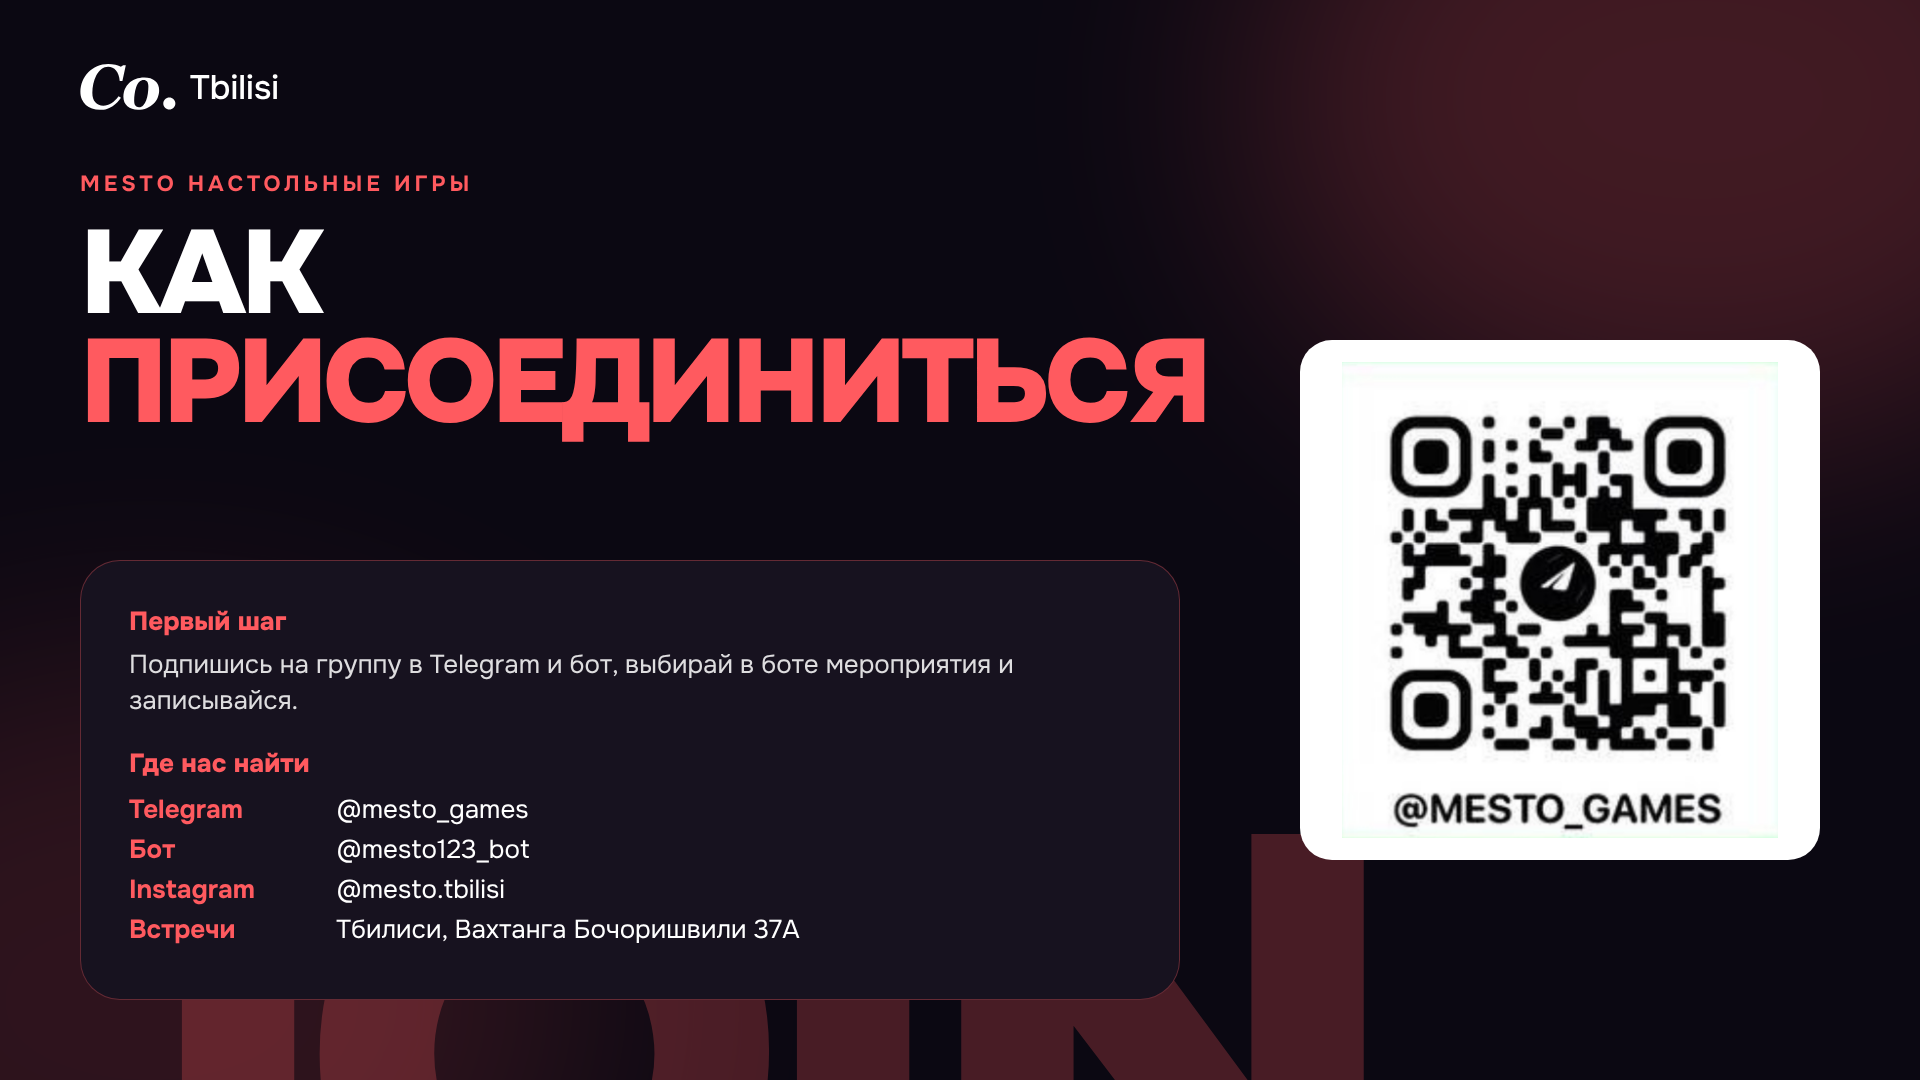 Co. Tbilisi
MESTO НАСТОЛЬНЫЕ ИГРЫ
КАК
ПРИСОЕДИНИТЬСЯ
Первый шаг
Подпишись на группу в Telegram и бот, выбирай в боте мероприятия и
записывайся.
Где нас найти
Telegram @mesto_games
Бот @mesto123_bot
Instagram @mesto.tbilisi
Встречи Тбилиси, Вахтанга Бочоришвили 37А
@MESTO_GAMES
JOIN